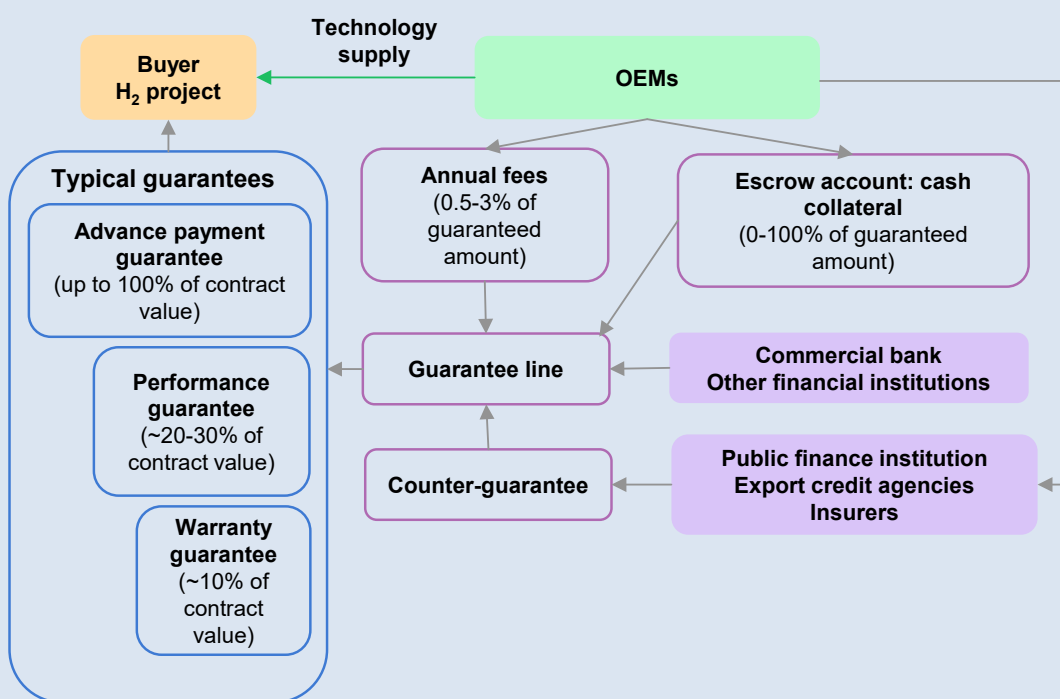 Technology
supply
Buyer
H₂ project
OEMs
Typical guarantees
Advance payment
guarantee
(up to 100% of contract
value)
Performance
guarantee
(~20-30% of
contract value)
Warranty
guarantee
(~10% of
contract
value)
Annual fees
(0.5-3% of
guaranteed
amount)
Escrow account: cash
collateral
(0-100% of guaranteed
amount)
Guarantee line
Commercial bank
Other financial institutions
Counter-guarantee
Public finance institution
Export credit agencies
Insurers